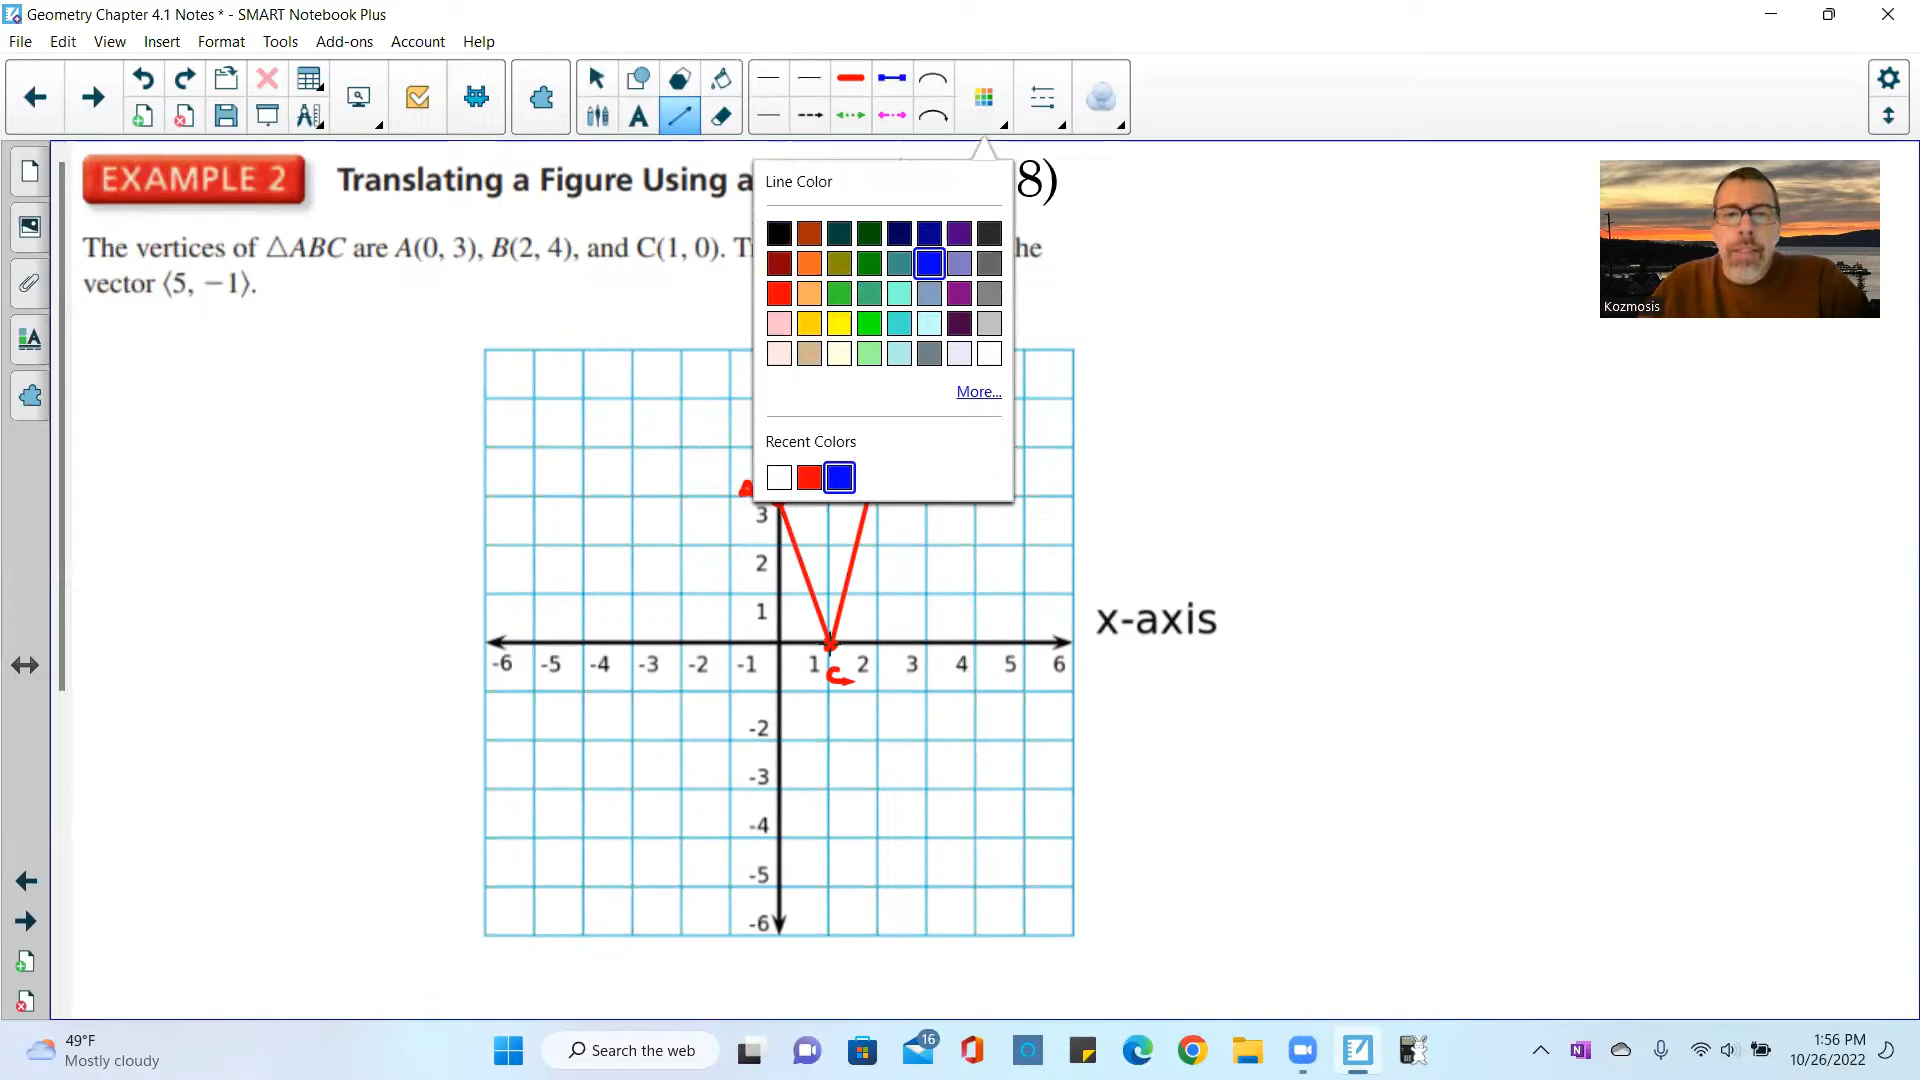 Geometry Chapter 4.1 Notes * - SMART Notebook Plus
File Edit View Insert Format Tools Add-ons Account Help
EXAMPLE 2 Translating a Figure Using a 8)
The vertices of △ABC are A(0, 3), B(2, 4), and C(1, 0). T he
vector ⟨5, −1⟩.
Line Color
More...
Recent Colors
Kozmosis
A
3
2
1
x-axis
-6 -5 -4 -3 -2 -1 1 2 3 4 5 6
C
-2
-3
-4
-5
-6
49°F
Mostly cloudy
Search the web
16
1:56 PM
10/26/2022